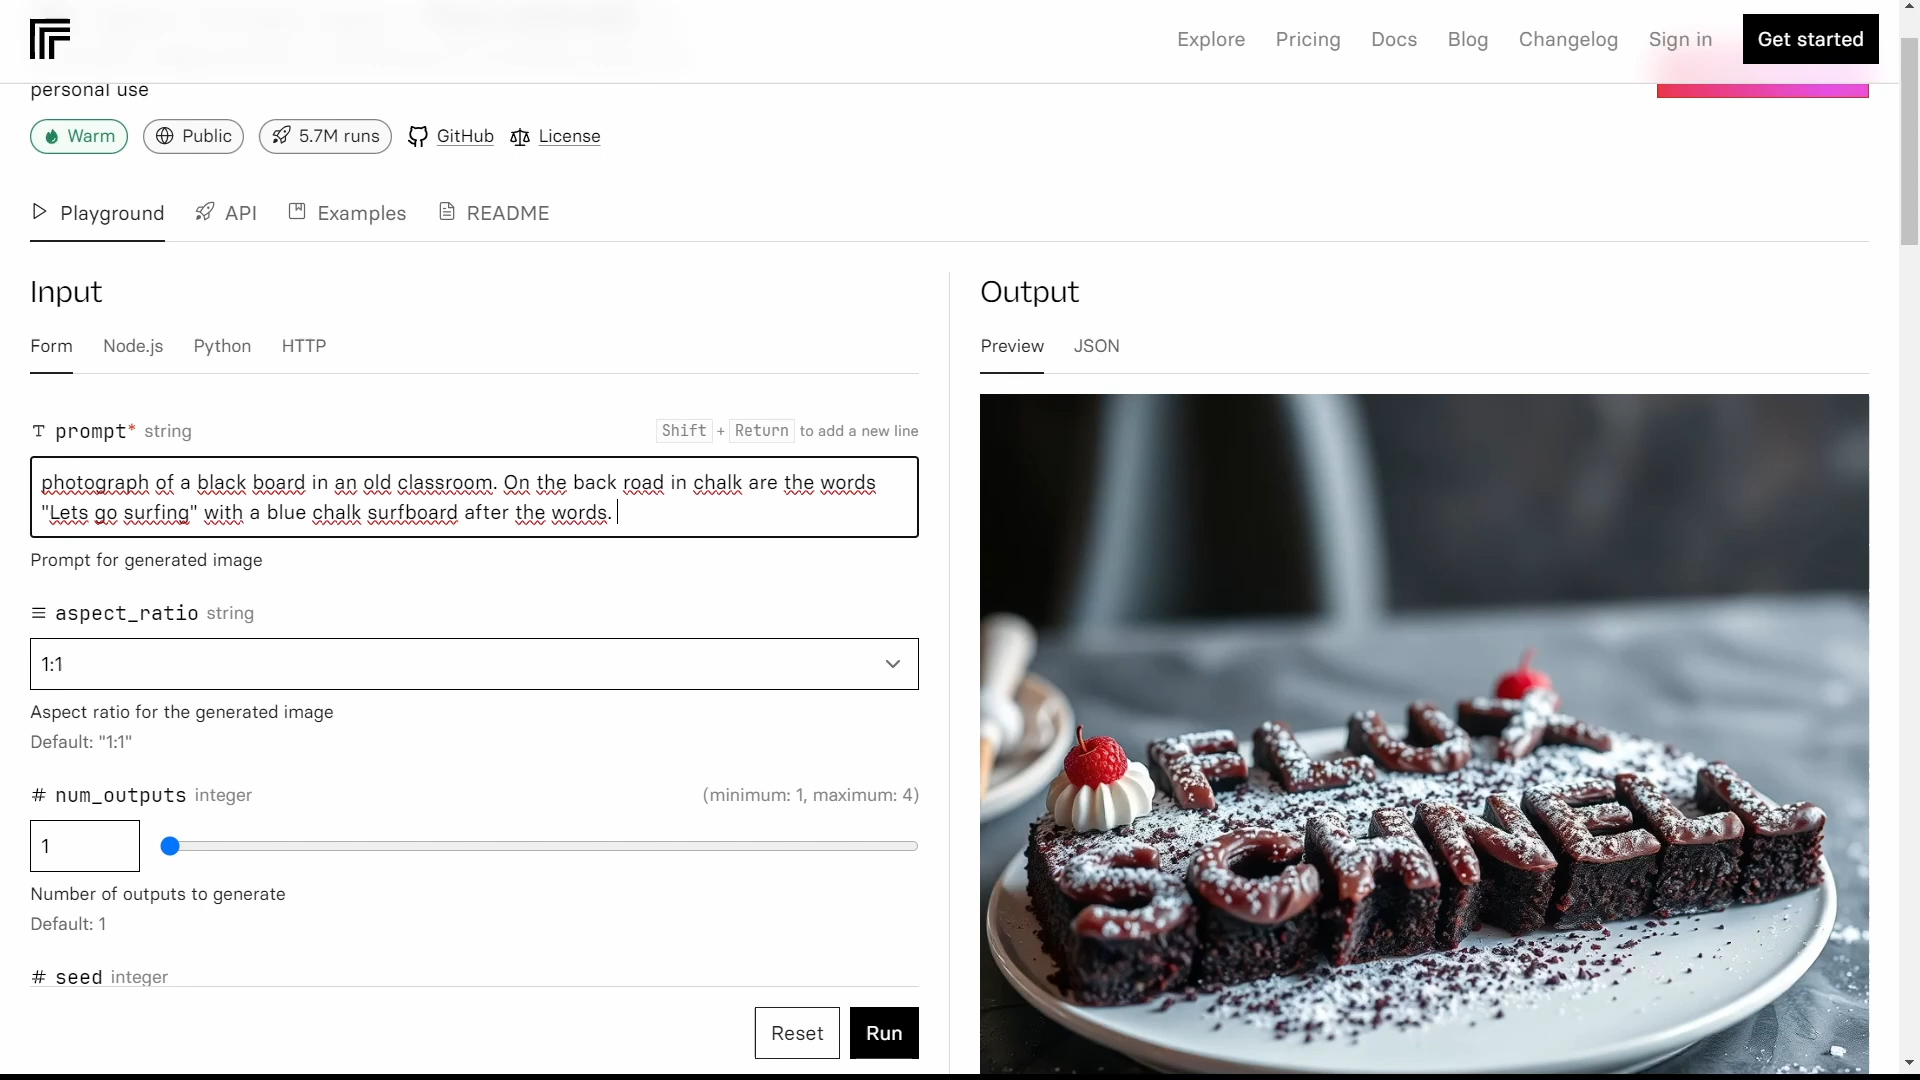 Explore Pricing Docs Blog Changelog Sign in Get started
personal use
Warm Public 5.7M runs GitHub License
Playground API Examples README
Input
Form Node.js Python HTTP
prompt* string Shift + Return to add a new line
photograph of a black board in an old classroom. On the back road in chalk are the words
"Lets go surfing" with a blue chalk surfboard after the words.
Prompt for generated image
aspect_ratio string
1:1
Aspect ratio for the generated image
Default: "1:1"
# num_outputs integer (minimum: 1, maximum: 4)
1
Number of outputs to generate
Default: 1
# seed integer
Reset Run
Output
Preview JSON
FLUX
SCHNELL